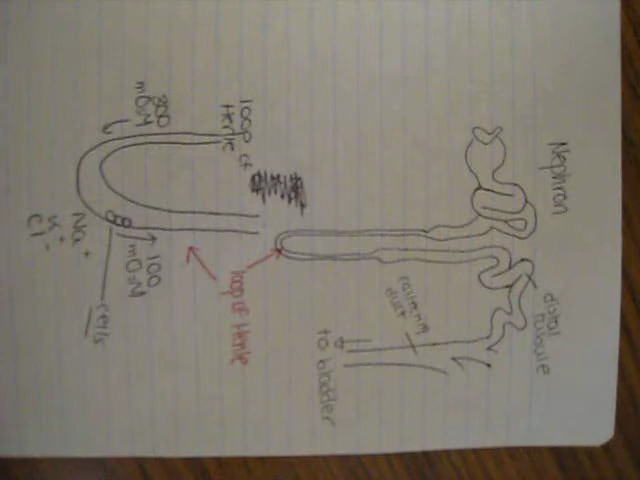 Nephron
distal
tubule
collecting
duct
to bladder
loop of Henle
loop of
Henle
300
mOsM
100
mOsM
Na+
K+
Cl-
cells